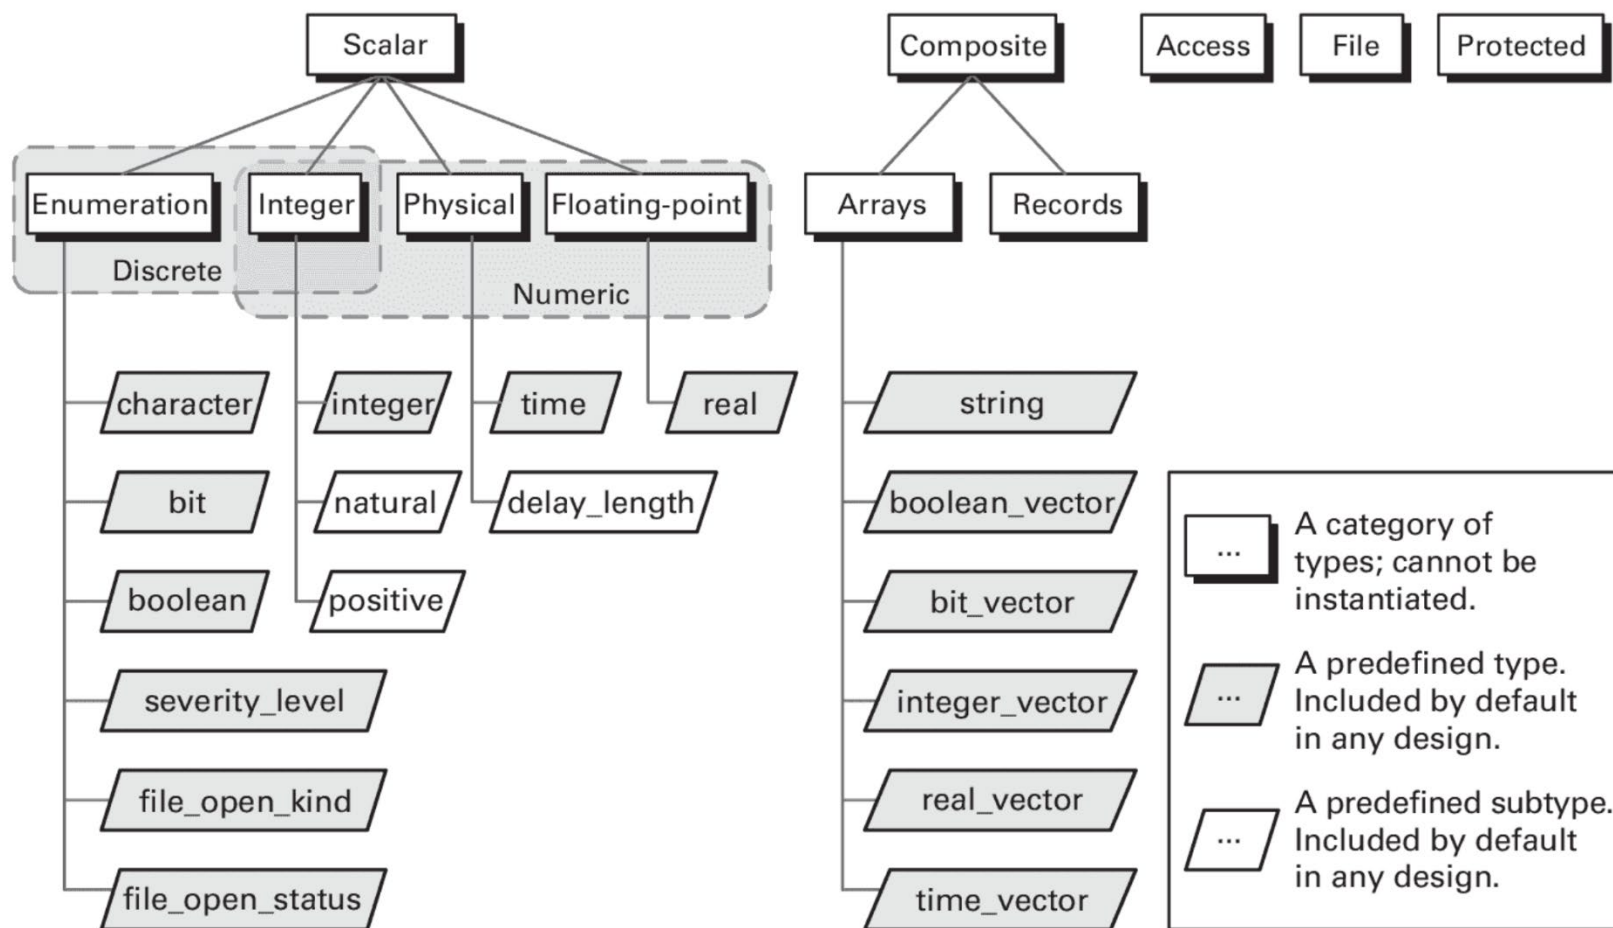 Scalar
Composite
Access
File
Protected
Enumeration
Integer
Physical
Floating-point
Arrays
Records
Discrete
Numeric
character
integer
time
real
string
bit
natural
delay_length
boolean_vector
boolean
positive
bit_vector
severity_level
integer_vector
file_open_kind
real_vector
file_open_status
time_vector
...
A category of
types; cannot be
instantiated.
...
A predefined type.
Included by default
in any design.
...
A predefined subtype.
Included by default
in any design.